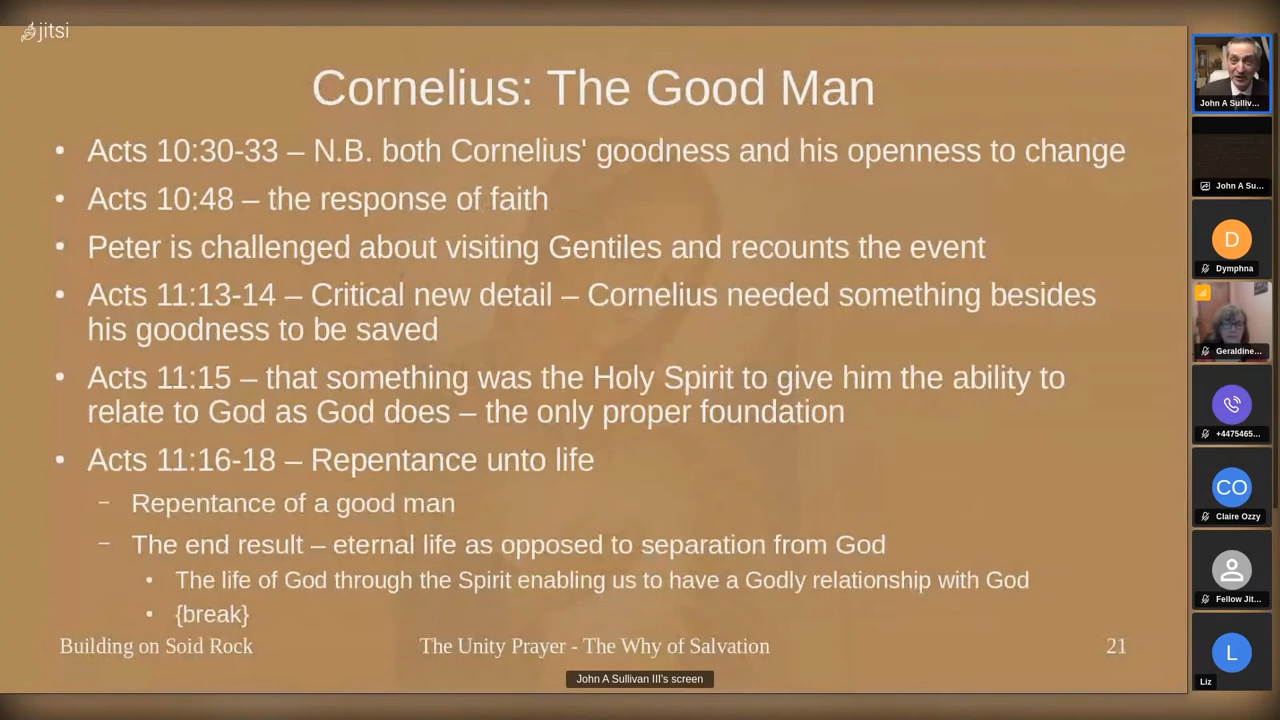 jitsi
Cornelius: The Good Man
• Acts 10:30-33 – N.B. both Cornelius' goodness and his openness to change
• Acts 10:48 – the response of faith
• Peter is challenged about visiting Gentiles and recounts the event
• Acts 11:13-14 – Critical new detail – Cornelius needed something besides
his goodness to be saved
• Acts 11:15 – that something was the Holy Spirit to give him the ability to
relate to God as God does – the only proper foundation
• Acts 11:16-18 – Repentance unto life
– Repentance of a good man
– The end result – eternal life as opposed to separation from God
• The life of God through the Spirit enabling us to have a Godly relationship with God
• {break}
Building on Soid Rock
The Unity Prayer - The Why of Salvation
21
John A Sullivan III's screen
John A Sulliv...
John A Su...
D
Dymphna
Geraldine...
+4475465...
CO
Claire Ozzy
Fellow Jit...
L
Liz